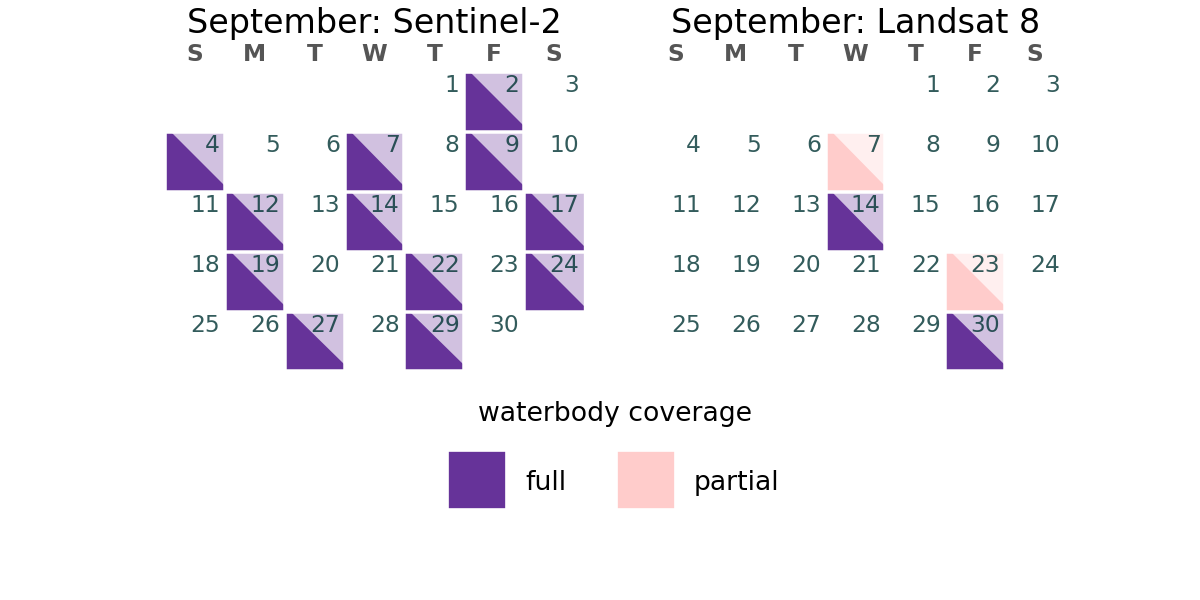 September: Sentinel-2
S M T W T F S
1 2 3
4 5 6 7 8 9 10
11 12 13 14 15 16 17
18 19 20 21 22 23 24
25 26 27 28 29 30
September: Landsat 8
S M T W T F S
1 2 3
4 5 6 7 8 9 10
11 12 13 14 15 16 17
18 19 20 21 22 23 24
25 26 27 28 29 30
waterbody coverage
full partial